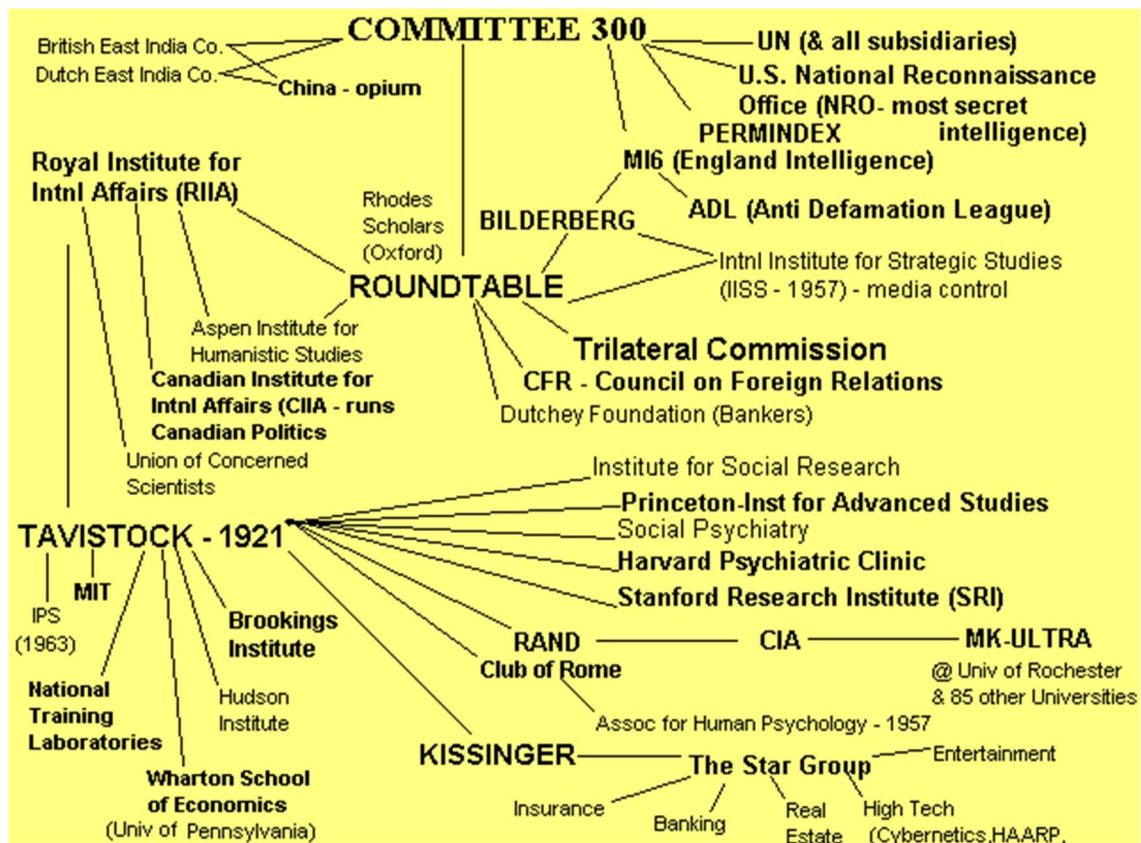 COMMITTEE 300
British East India Co.
Dutch East India Co.
China - opium
UN (& all subsidiaries)
U.S. National Reconnaissance
Office (NRO- most secret
intelligence)
PERMINDEX
MI6 (England Intelligence)
ADL (Anti Defamation League)
Royal Institute for
Intnl Affairs (RIIA)
Rhodes
Scholars
(Oxford)
BILDERBERG
Intnl Institute for Strategic Studies
(IISS - 1957) - media control
ROUNDTABLE
Aspen Institute for
Humanistic Studies
Trilateral Commission
Canadian Institute for
Intnl Affairs (CIIA - runs
Canadian Politics
CFR - Council on Foreign Relations
Dutchey Foundation (Bankers)
Union of Concerned
Scientists
Institute for Social Research
Princeton-Inst for Advanced Studies
Social Psychiatry
Harvard Psychiatric Clinic
Stanford Research Institute (SRI)
TAVISTOCK - 1921
IPS
(1963)
MIT
Brookings
Institute
RAND
CIA
MK-ULTRA
@ Univ of Rochester
& 85 other Universities
Club of Rome
National
Training
Laboratories
Hudson
Institute
Assoc for Human Psychology - 1957
KISSINGER
The Star Group
Entertainment
Wharton School
of Economics
(Univ of Pennsylvania)
Insurance
Banking
Real
Estate
High Tech
(Cybernetics,HAARP,